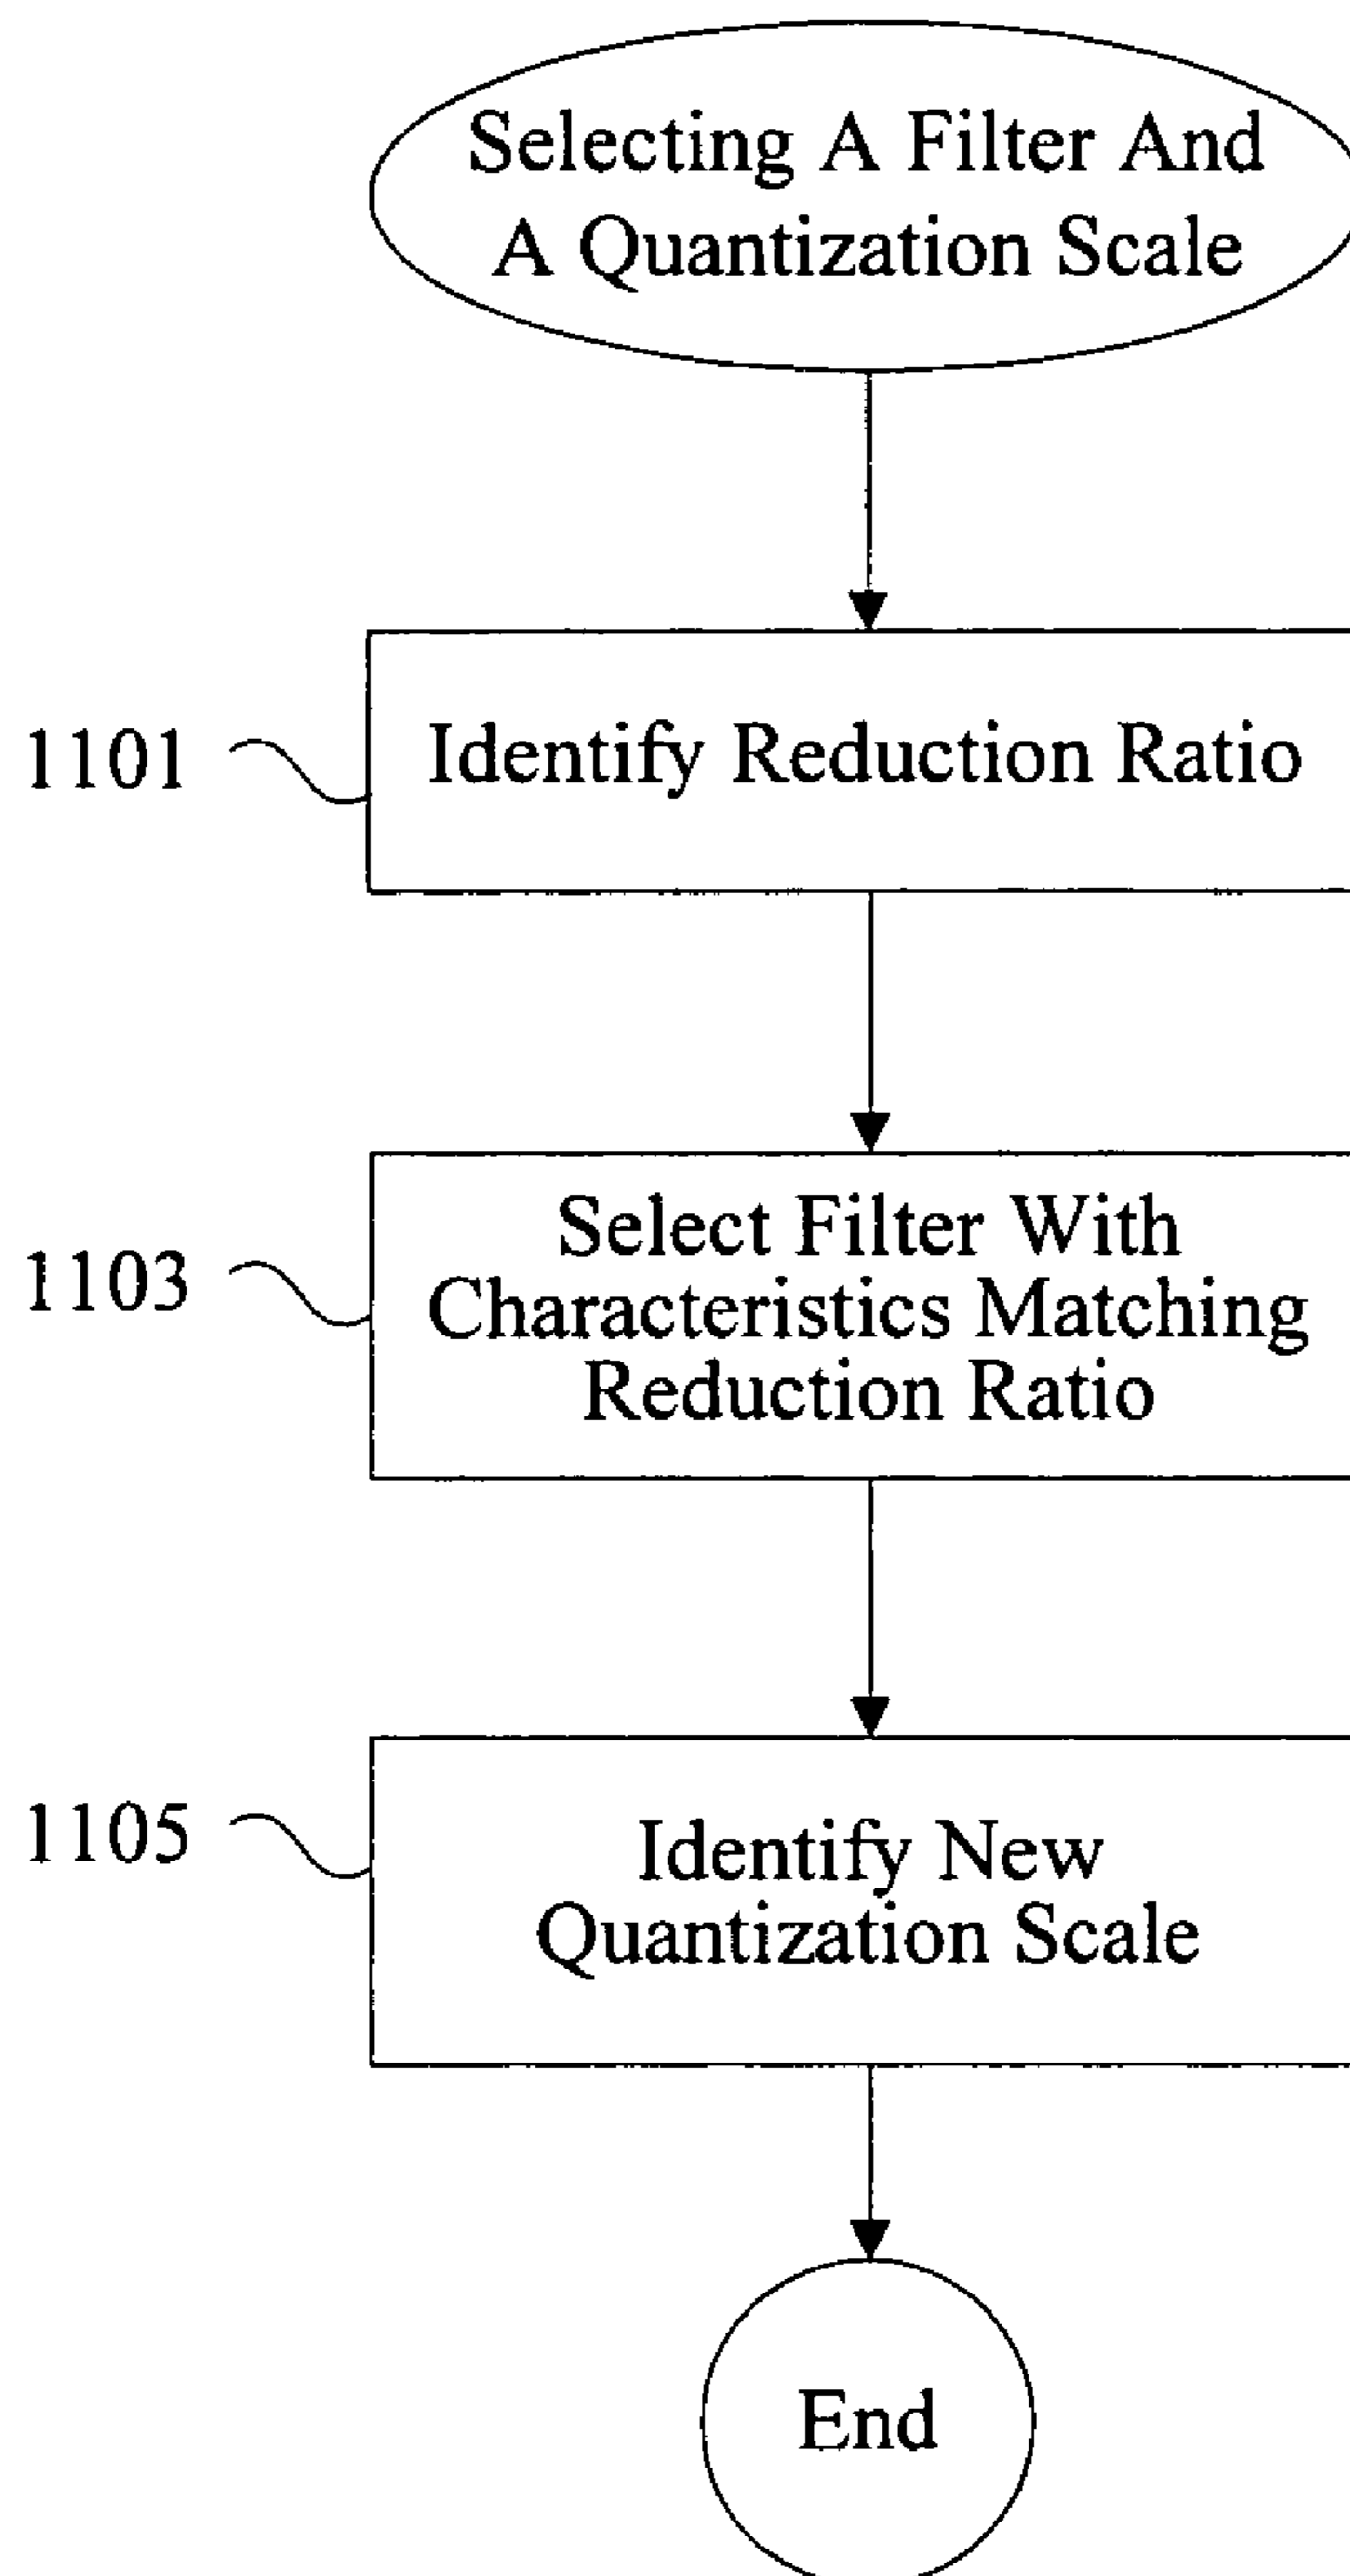 Selecting A Filter And
A Quantization Scale
1101
Identify Reduction Ratio
1103
Select Filter With
Characteristics Matching
Reduction Ratio
1105
Identify New
Quantization Scale
End